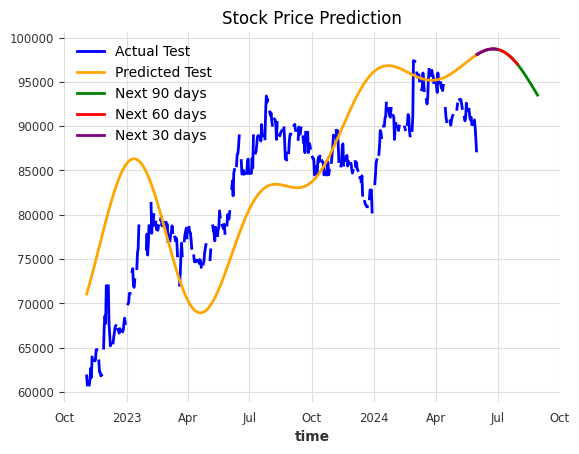 Stock Price Prediction
100000
95000
90000
85000
80000
75000
70000
65000
60000
Actual Test
Predicted Test
Next 90 days
Next 60 days
Next 30 days
Oct 2023 Apr Jul Oct 2024 Apr Jul Oct
time